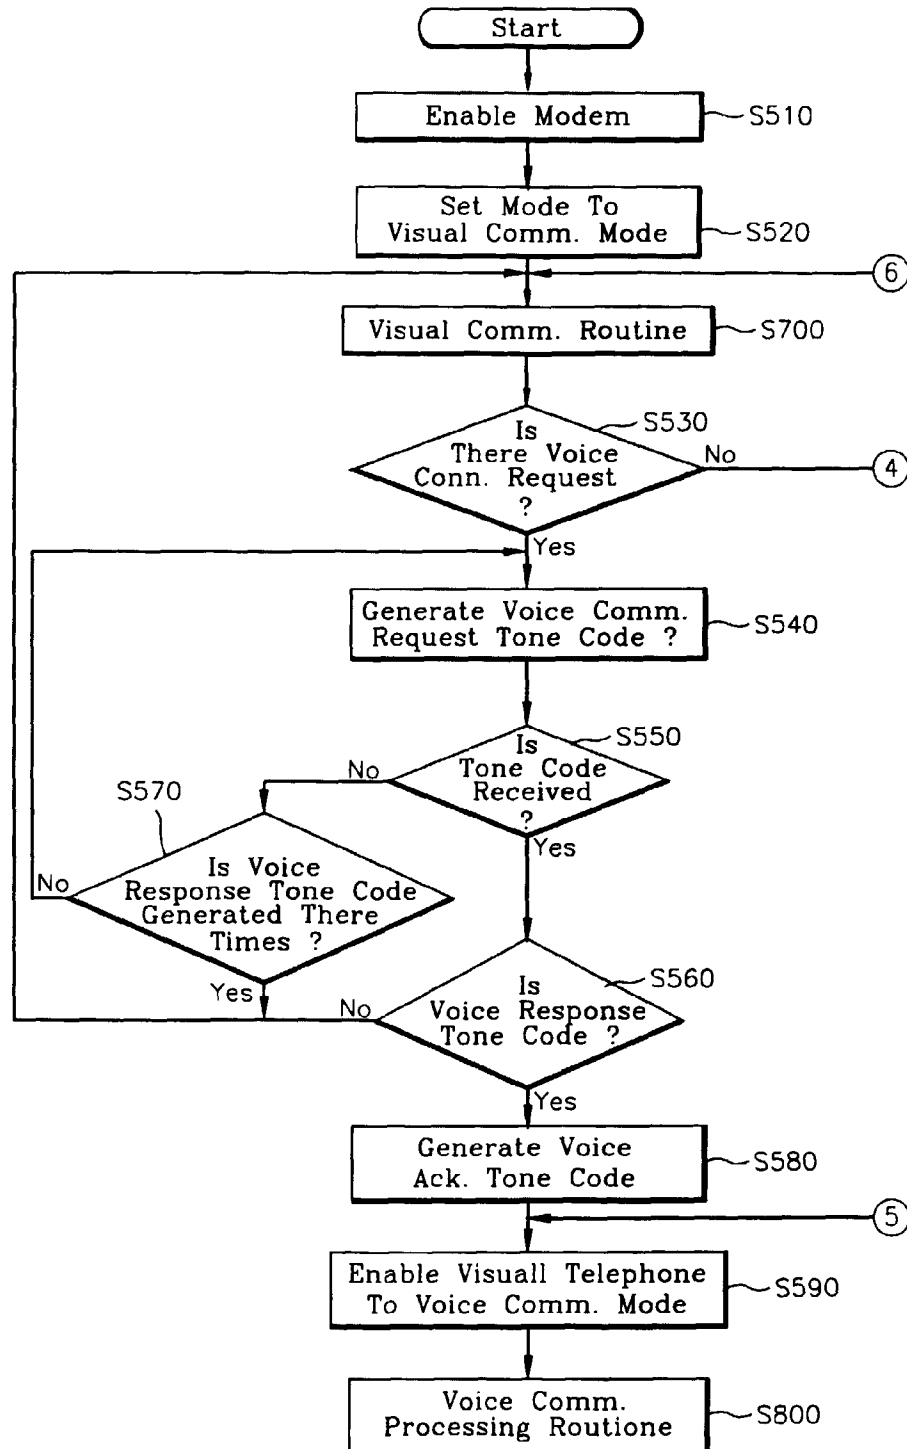 Start
Enable Modem
S510
Set Mode To
Visual Comm. Mode
S520
6
Visual Comm. Routine
S700
S530
Is
There Voice
Conn. Request
?
No
4
Yes
Generate Voice Comm.
Request Tone Code ?
S540
S550
Is
Tone Code
Received
?
No
Yes
S570
Is Voice
Response Tone Code
Generated There
Times ?
No
Yes
S560
Is
Voice Response
Tone Code ?
No
Yes
Generate Voice
Ack. Tone Code
S580
5
Enable Visuall Telephone
To Voice Comm. Mode
S590
Voice Comm.
Processing Routione
S800